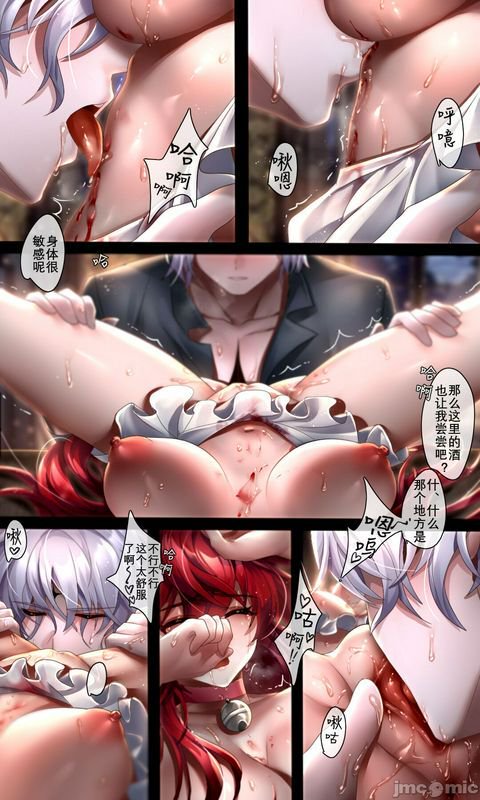 哈
啊
啊
呼
噫
啾
嗯
身体很
敏感呢
哈
哈
啊
那么这里的酒
也让我尝尝吧？
什、什么
那个地方是
嗯
呜
啾♡
不行不行
这个太舒服
了啊～～♡
哈
啊
咕
啊!!
啾
咕
jmcomic